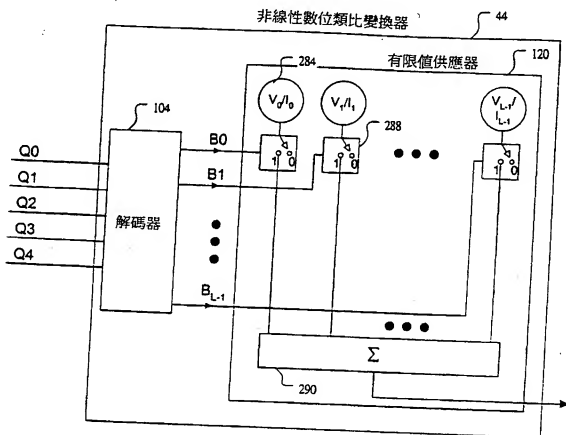 非線性數位類比變換器
44
有限值供應器
120
284
V0/I0
V1/I1
VL-1/
IL-1
104
288
1 0
1 0
1 0
Q0
Q1
Q2
Q3
Q4
解碼器
B0
B1
BL-1
Σ
290